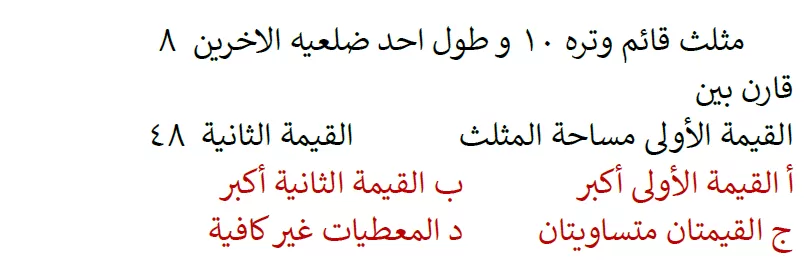 مثلث قائم وتره ١٠ و طول احد ضلعيه الاخرين ٨
قارن بين
القيمة الأولى مساحة المثلث القيمة الثانية ٤٨
أ القيمة الأولى أكبر ب القيمة الثانية أكبر
ج القيمتان متساويتان د المعطيات غير كافية